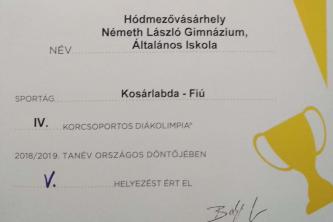 Hódmezővásárhely
Németh László Gimnázium,
Általános Iskola
NÉV
SPORTÁG Kosárlabda - Fiú
IV. KORCSOPORTOS DIÁKOLIMPIA®
2018/2019. TANÉV ORSZÁGOS DÖNTŐJÉBEN
V. HELYEZÉST ÉRT EL